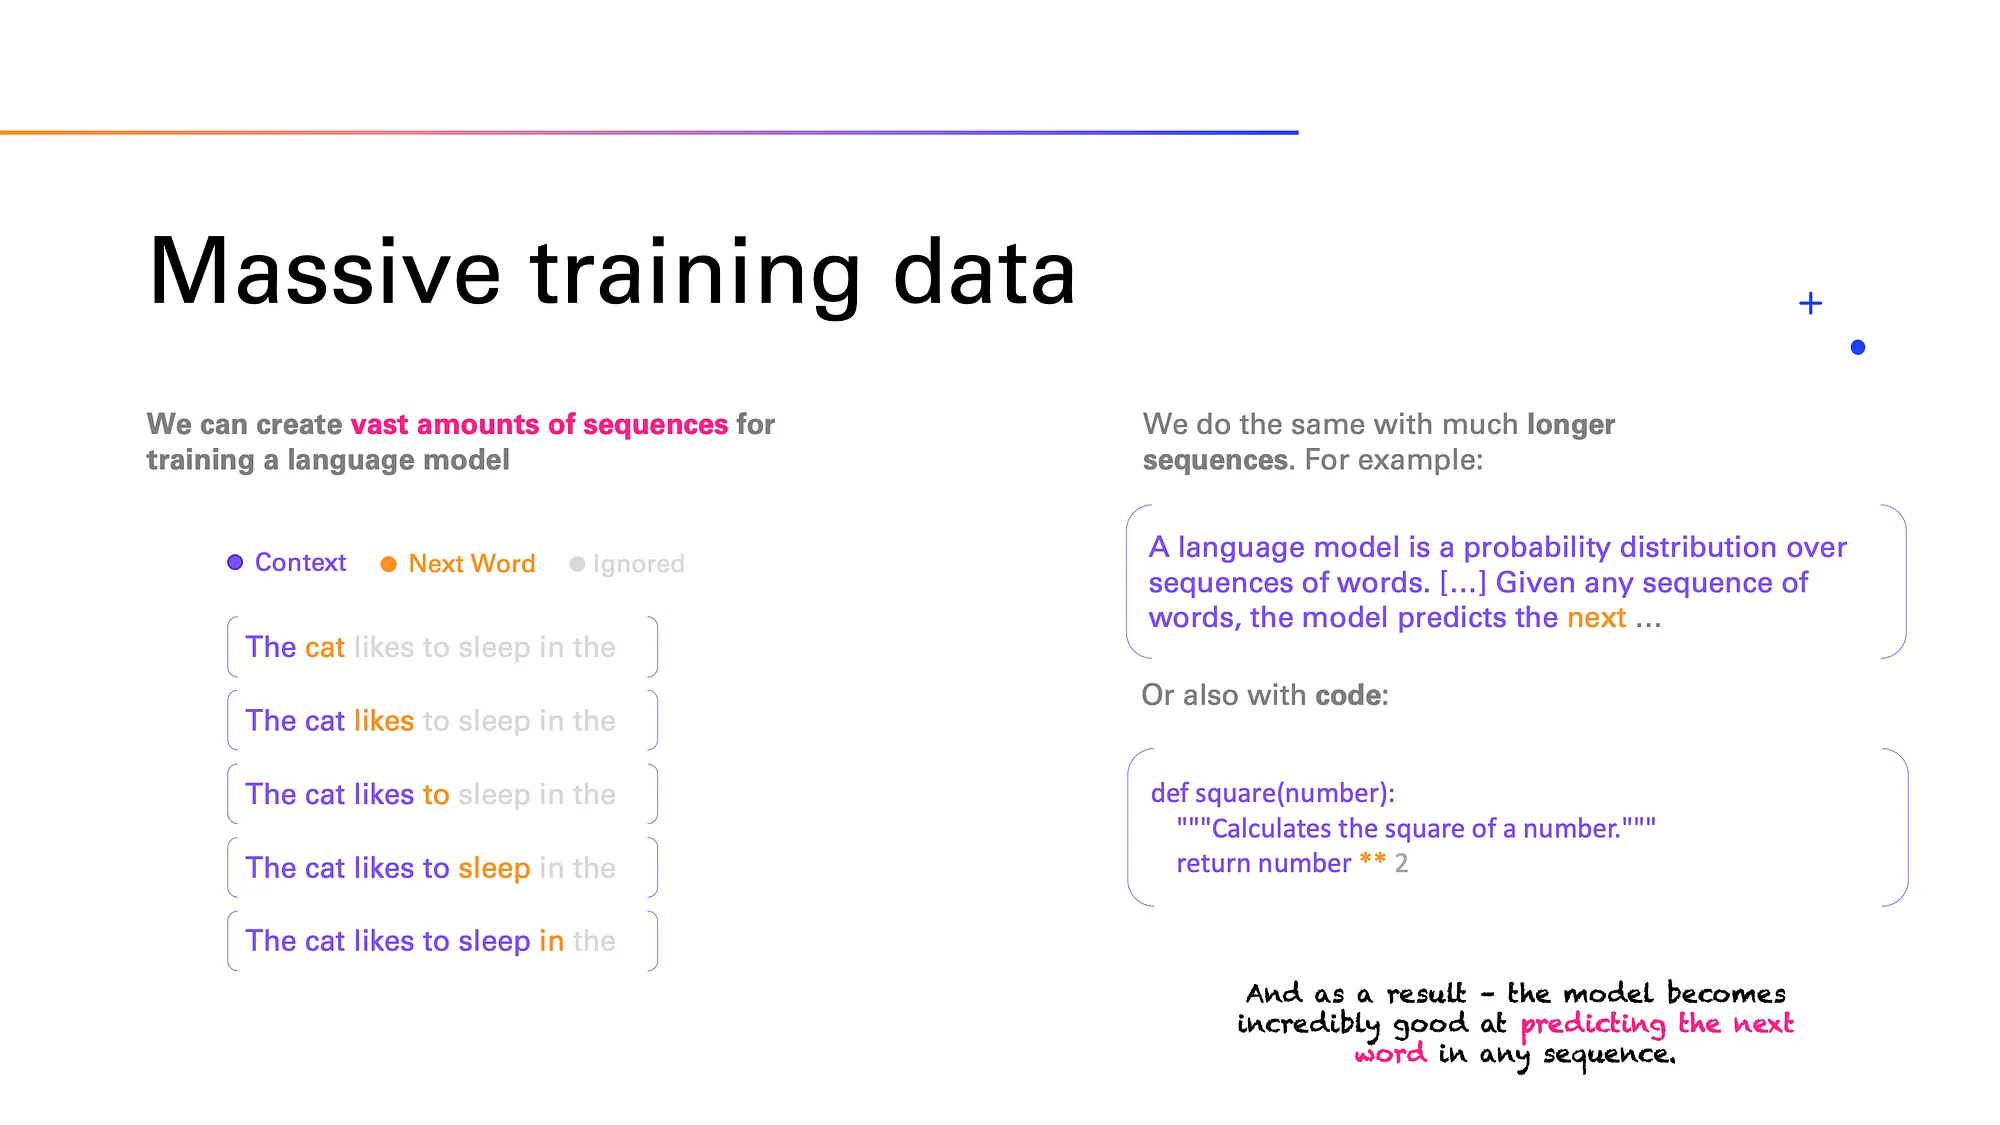 Massive training data
We can create vast amounts of sequences for
training a language model
Context Next Word Ignored
The cat likes to sleep in the
The cat likes to sleep in the
The cat likes to sleep in the
The cat likes to sleep in the
The cat likes to sleep in the
We do the same with much longer
sequences. For example:
A language model is a probability distribution over
sequences of words. [...] Given any sequence of
words, the model predicts the next ...
Or also with code:
def square(number):
    """Calculates the square of a number."""
    return number ** 2
And as a result – the model becomes
incredibly good at predicting the next
word in any sequence.